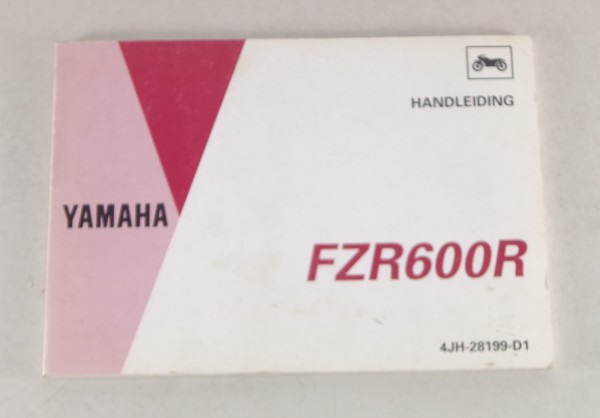 HANDLEIDING
YAMAHA
FZR600R
4JH-28199-D1